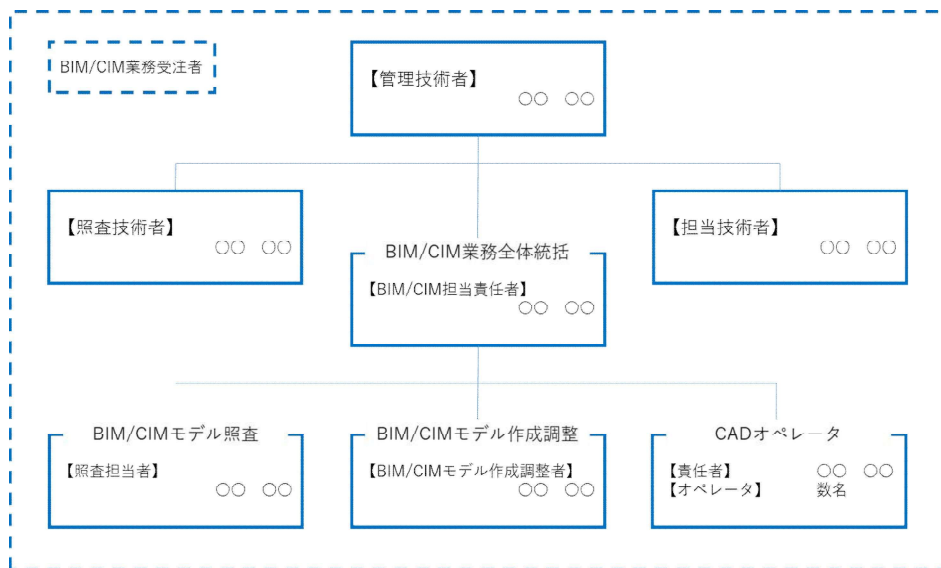 BIM/CIM業務受注者
【管理技術者】
○○ ○○
【照査技術者】
○○ ○○
【担当技術者】
○○ ○○
BIM/CIM業務全体統括
【BIM/CIM担当責任者】
○○ ○○
BIM/CIMモデル照査
【照査担当者】
○○ ○○
BIM/CIMモデル作成調整
【BIM/CIMモデル作成調整者】
○○ ○○
CADオペレータ
【責任者】 ○○ ○○
【オペレータ】 数名